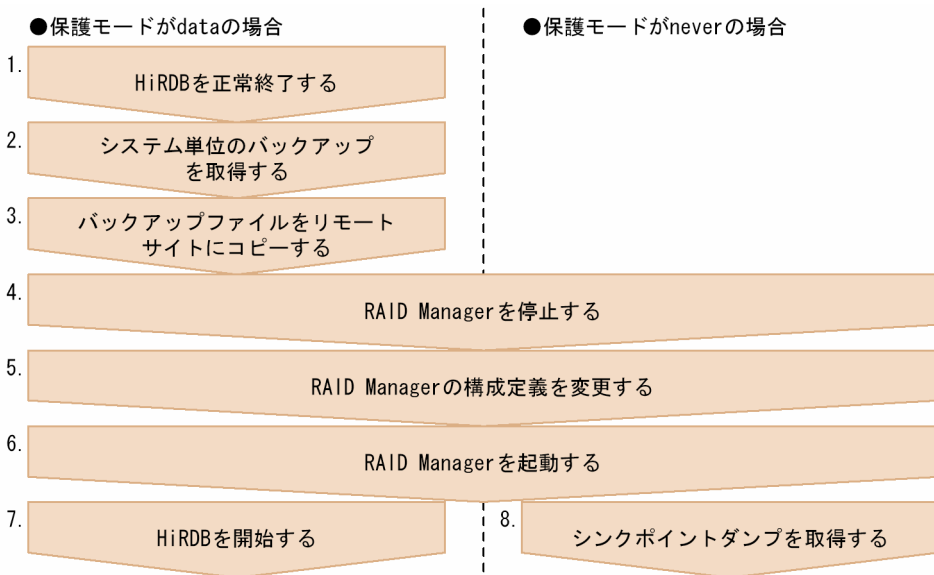 ●保護モードがdataの場合
●保護モードがneverの場合
1.
HiRDBを正常終了する
2.
システム単位のバックアップ
を取得する
3.
バックアップファイルをリモート
サイトにコピーする
4.
RAID Managerを停止する
5.
RAID Managerの構成定義を変更する
6.
RAID Managerを起動する
7.
HiRDBを開始する
8.
シンクポイントダンプを取得する